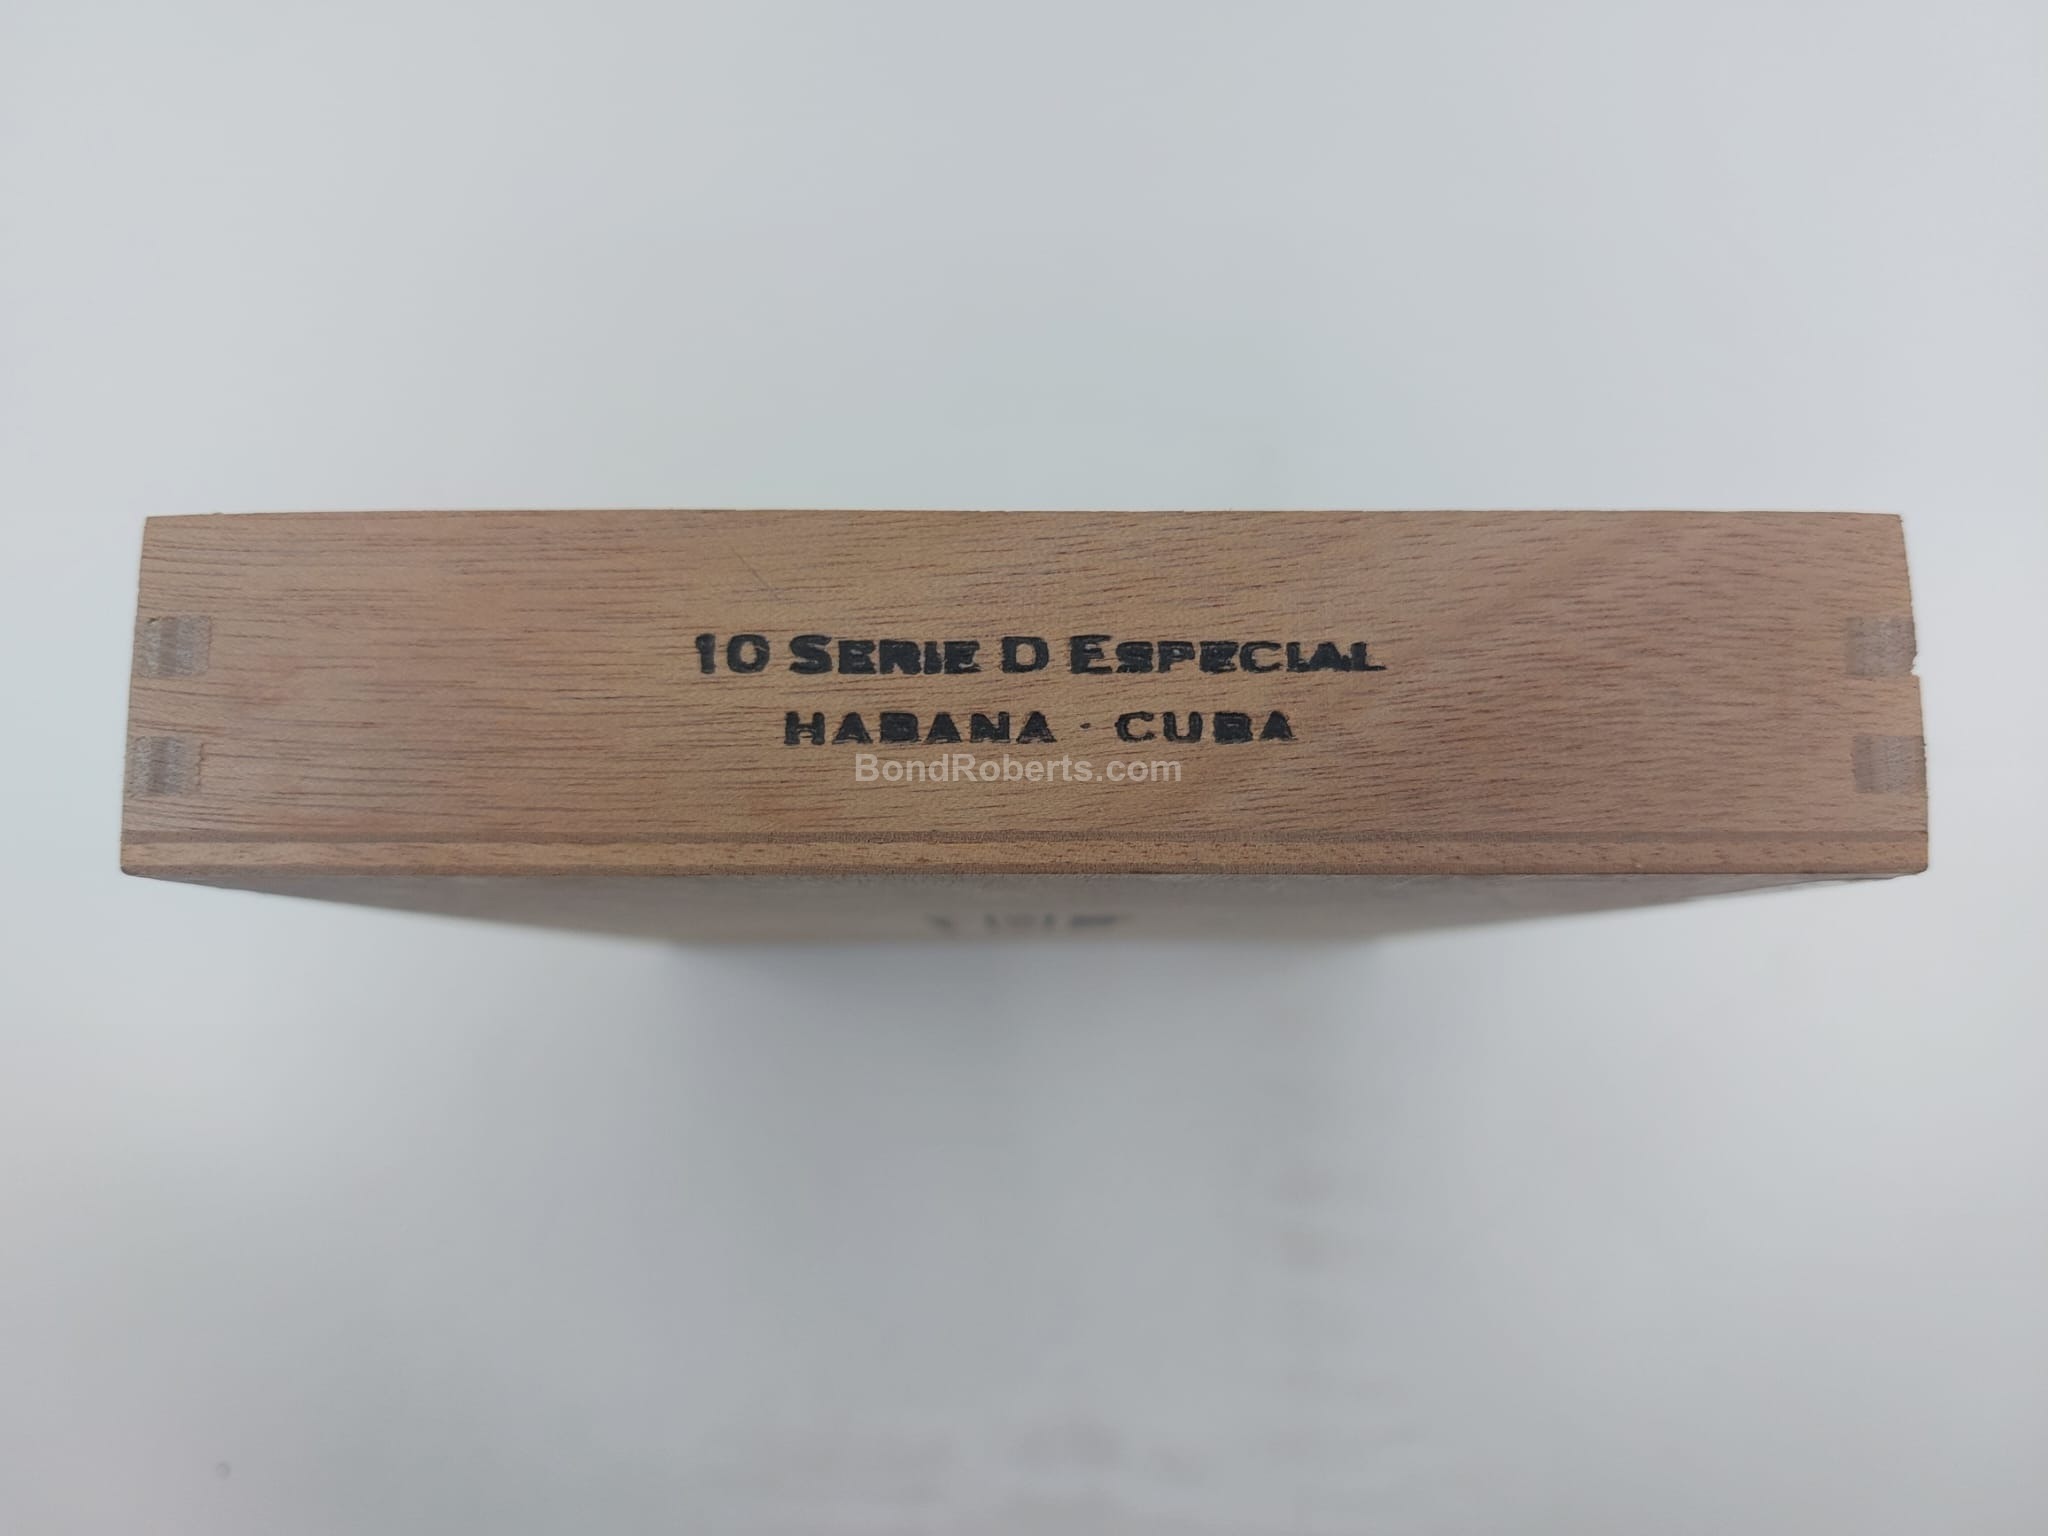 10 SERIE D ESPECIAL
HABANA · CUBA
BondRoberts.com